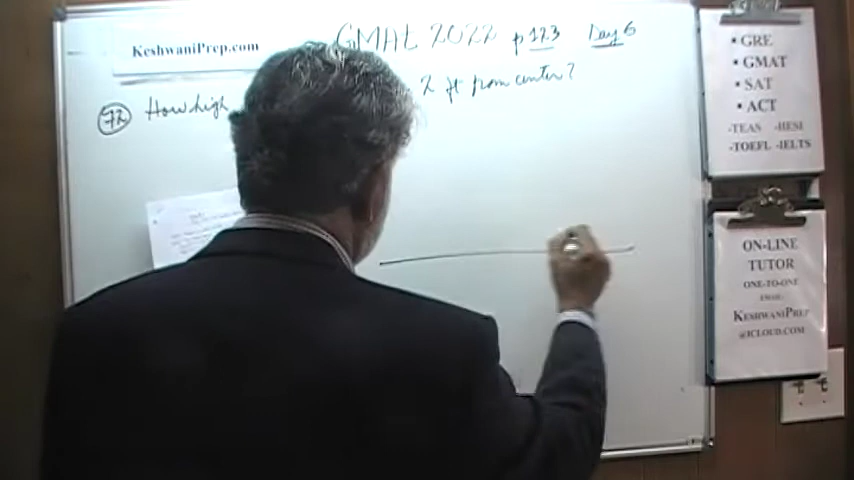 KeshwaniPrep.com
GMAT 2022 p 123 Day 6
72 How high 2 ft from center?
• GRE
• GMAT
• SAT
• ACT
-TEAS -HESI
-TOEFL -IELTS
ON-LINE
TUTOR
ONE-TO-ONE
EMAIL:
KESHWANIPREP
@ICLOUD.COM